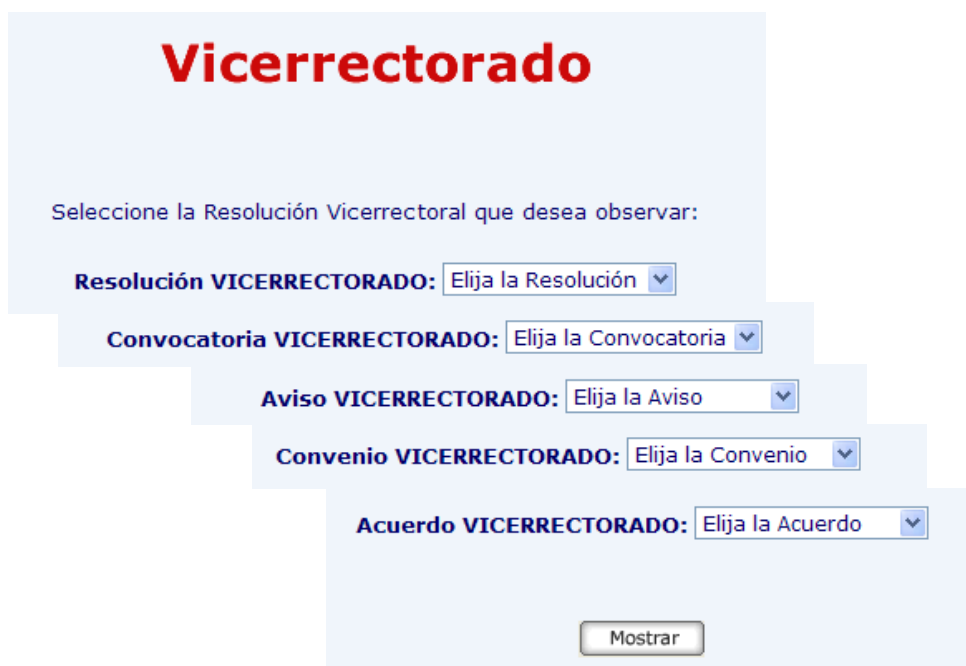 Vicerrectorado
Seleccione la Resolución Vicerrectoral que desea observar:
Resolución VICERRECTORADO: Elija la Resolución
Convocatoria VICERRECTORADO: Elija la Convocatoria
Aviso VICERRECTORADO: Elija la Aviso
Convenio VICERRECTORADO: Elija la Convenio
Acuerdo VICERRECTORADO: Elija la Acuerdo
Mostrar